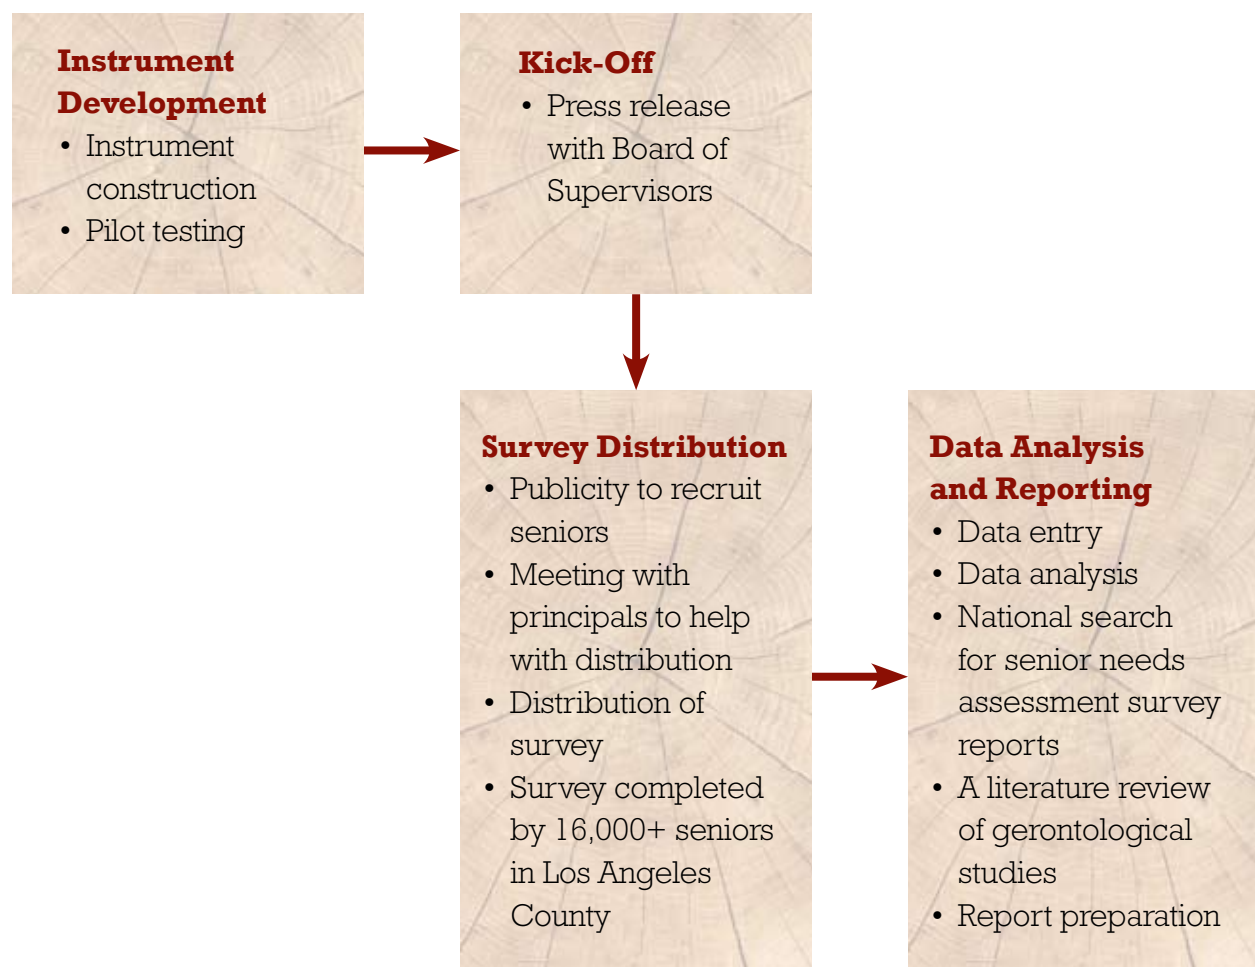 Instrument
Development
• Instrument
construction
• Pilot testing
Kick-Off
• Press release
with Board of
Supervisors
Survey Distribution
• Publicity to recruit
seniors
• Meeting with
principals to help
with distribution
• Distribution of
survey
• Survey completed
by 16,000+ seniors
in Los Angeles
County
Data Analysis
and Reporting
• Data entry
• Data analysis
• National search
for senior needs
assessment survey
reports
• A literature review
of gerontological
studies
• Report preparation